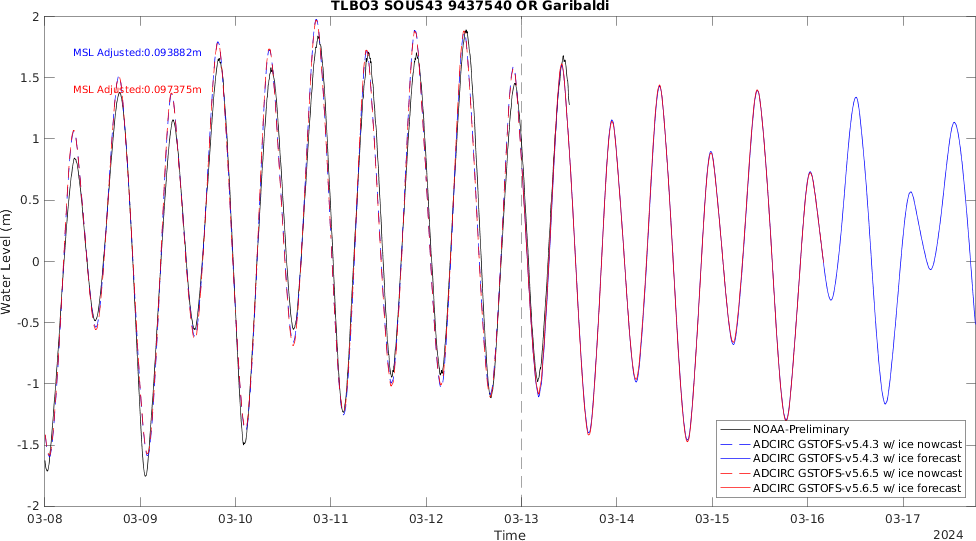 TLBO3 SOUS43 9437540 OR Garibaldi
MSL Adjusted:0.093882m
MSL Adjusted:0.097375m
Water Level (m)
2
1.5
1
0.5
0
-0.5
-1
-1.5
-2
NOAA-Preliminary
ADCIRC GSTOFS-v5.4.3 w/ ice nowcast
ADCIRC GSTOFS-v5.4.3 w/ ice forecast
ADCIRC GSTOFS-v5.6.5 w/ ice nowcast
ADCIRC GSTOFS-v5.6.5 w/ ice forecast
03-08 03-09 03-10 03-11 03-12 03-13 03-14 03-15 03-16 03-17
Time
2024